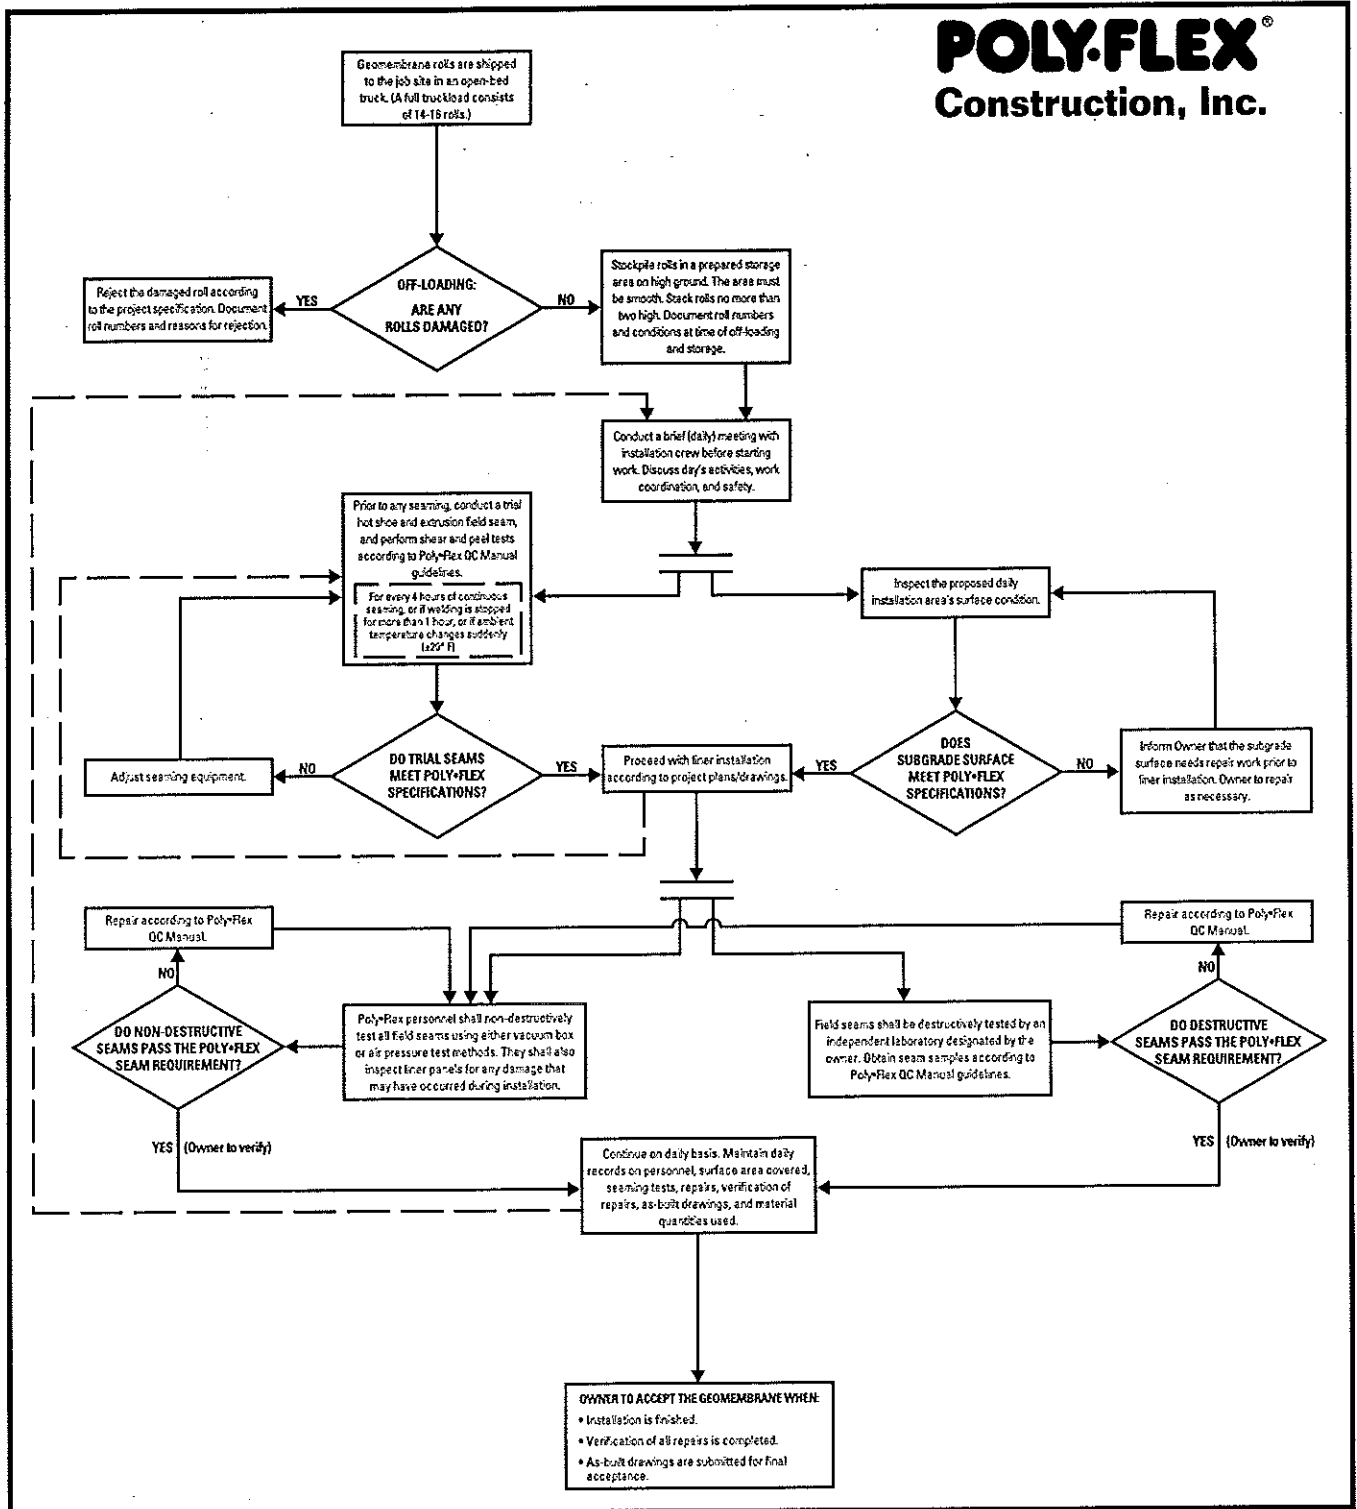 POLY•FLEX®
Construction, Inc.
Geomembrane rolls are shipped
to the job site in an open-bed
truck. (A full truckload consists
of 14-16 rolls.)
OFF-LOADING:
ARE ANY
ROLLS DAMAGED?
YES
NO
Reject the damaged roll according
to the project specification. Document
roll numbers and reasons for rejection.
Stockpile rolls in a prepared storage
area on high ground. The area must
be smooth. Stack rolls no more than
two high. Document roll numbers
and conditions at time of off-loading
and storage.
Conduct a brief (daily) meeting with
installation crew before starting
work. Discuss day's activities, work
coordination, and safety.
Prior to any seaming, conduct a trial
hot shoe and extrusion field seam,
and perform shear and peel tests
according to Poly•Flex QC Manual
guidelines.
For every 4 hours of continuous
seaming, or if welding is stopped
for more than 1 hour, or if ambient
temperature changes suddenly
(±20° F)
Inspect the proposed daily
installation area's surface condition.
Adjust seaming equipment.
NO
DO TRIAL SEAMS
MEET POLY•FLEX
SPECIFICATIONS?
YES
Proceed with liner installation
according to project plans/drawings.
YES
DOES
SUBGRADE SURFACE
MEET POLY•FLEX
SPECIFICATIONS?
NO
Inform Owner that the subgrade
surface needs repair work prior to
liner installation. Owner to repair
as necessary.
Repair according to Poly•Flex
QC Manual.
NO
DO NON-DESTRUCTIVE
SEAMS PASS THE POLY•FLEX
SEAM REQUIREMENT?
YES (Owner to verify)
Poly•Flex personnel shall non-destructively
test all field seams using either vacuum box
or air pressure test methods. They shall also
inspect liner panels for any damage that
may have occurred during installation.
Field seams shall be destructively tested by an
independent laboratory designated by the
owner. Obtain seam samples according to
Poly•Flex QC Manual guidelines.
Repair according to Poly•Flex
QC Manual.
NO
DO DESTRUCTIVE
SEAMS PASS THE POLY•FLEX
SEAM REQUIREMENT?
YES (Owner to verify)
Continue on daily basis. Maintain daily
records on personnel, surface area covered,
seaming tests, repairs, verification of
repairs, as-built drawings, and material
quantities used.
OWNER TO ACCEPT THE GEOMEMBRANE WHEN:
• Installation is finished.
• Verification of all repairs is completed.
• As-built drawings are submitted for final
acceptance.